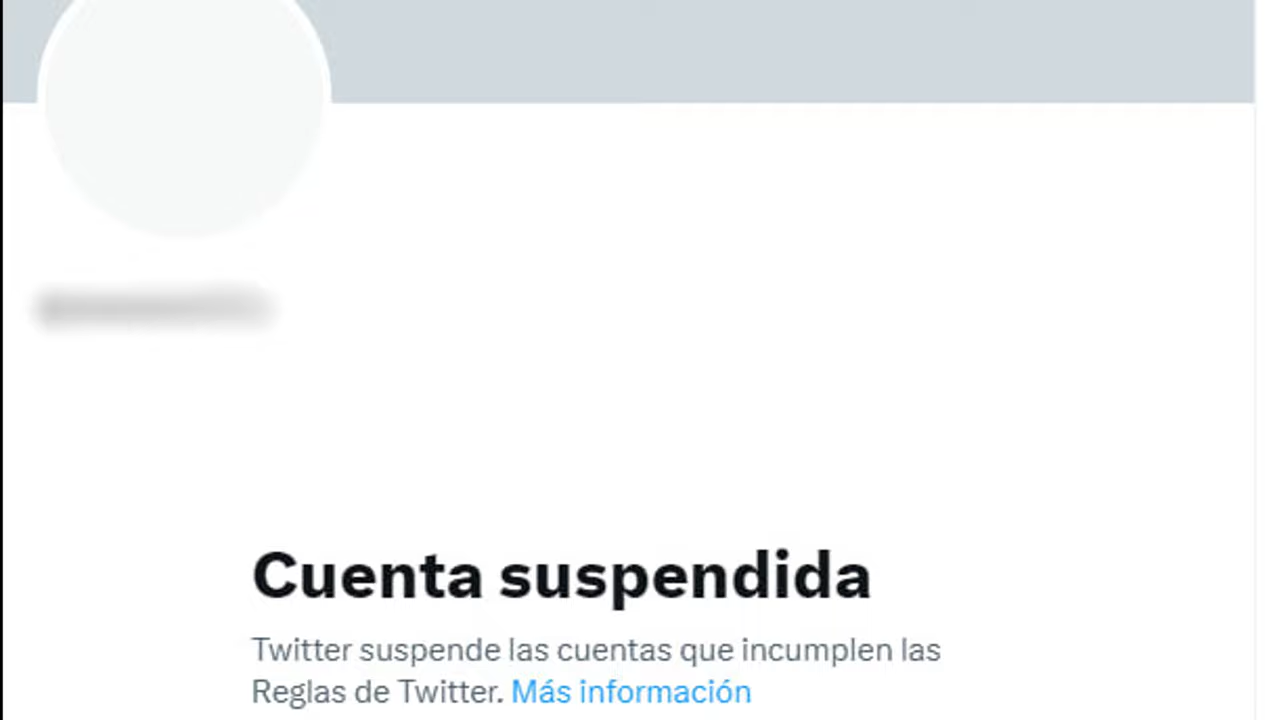 Cuenta suspendida
Twitter suspende las cuentas que incumplen las
Reglas de Twitter. Más información